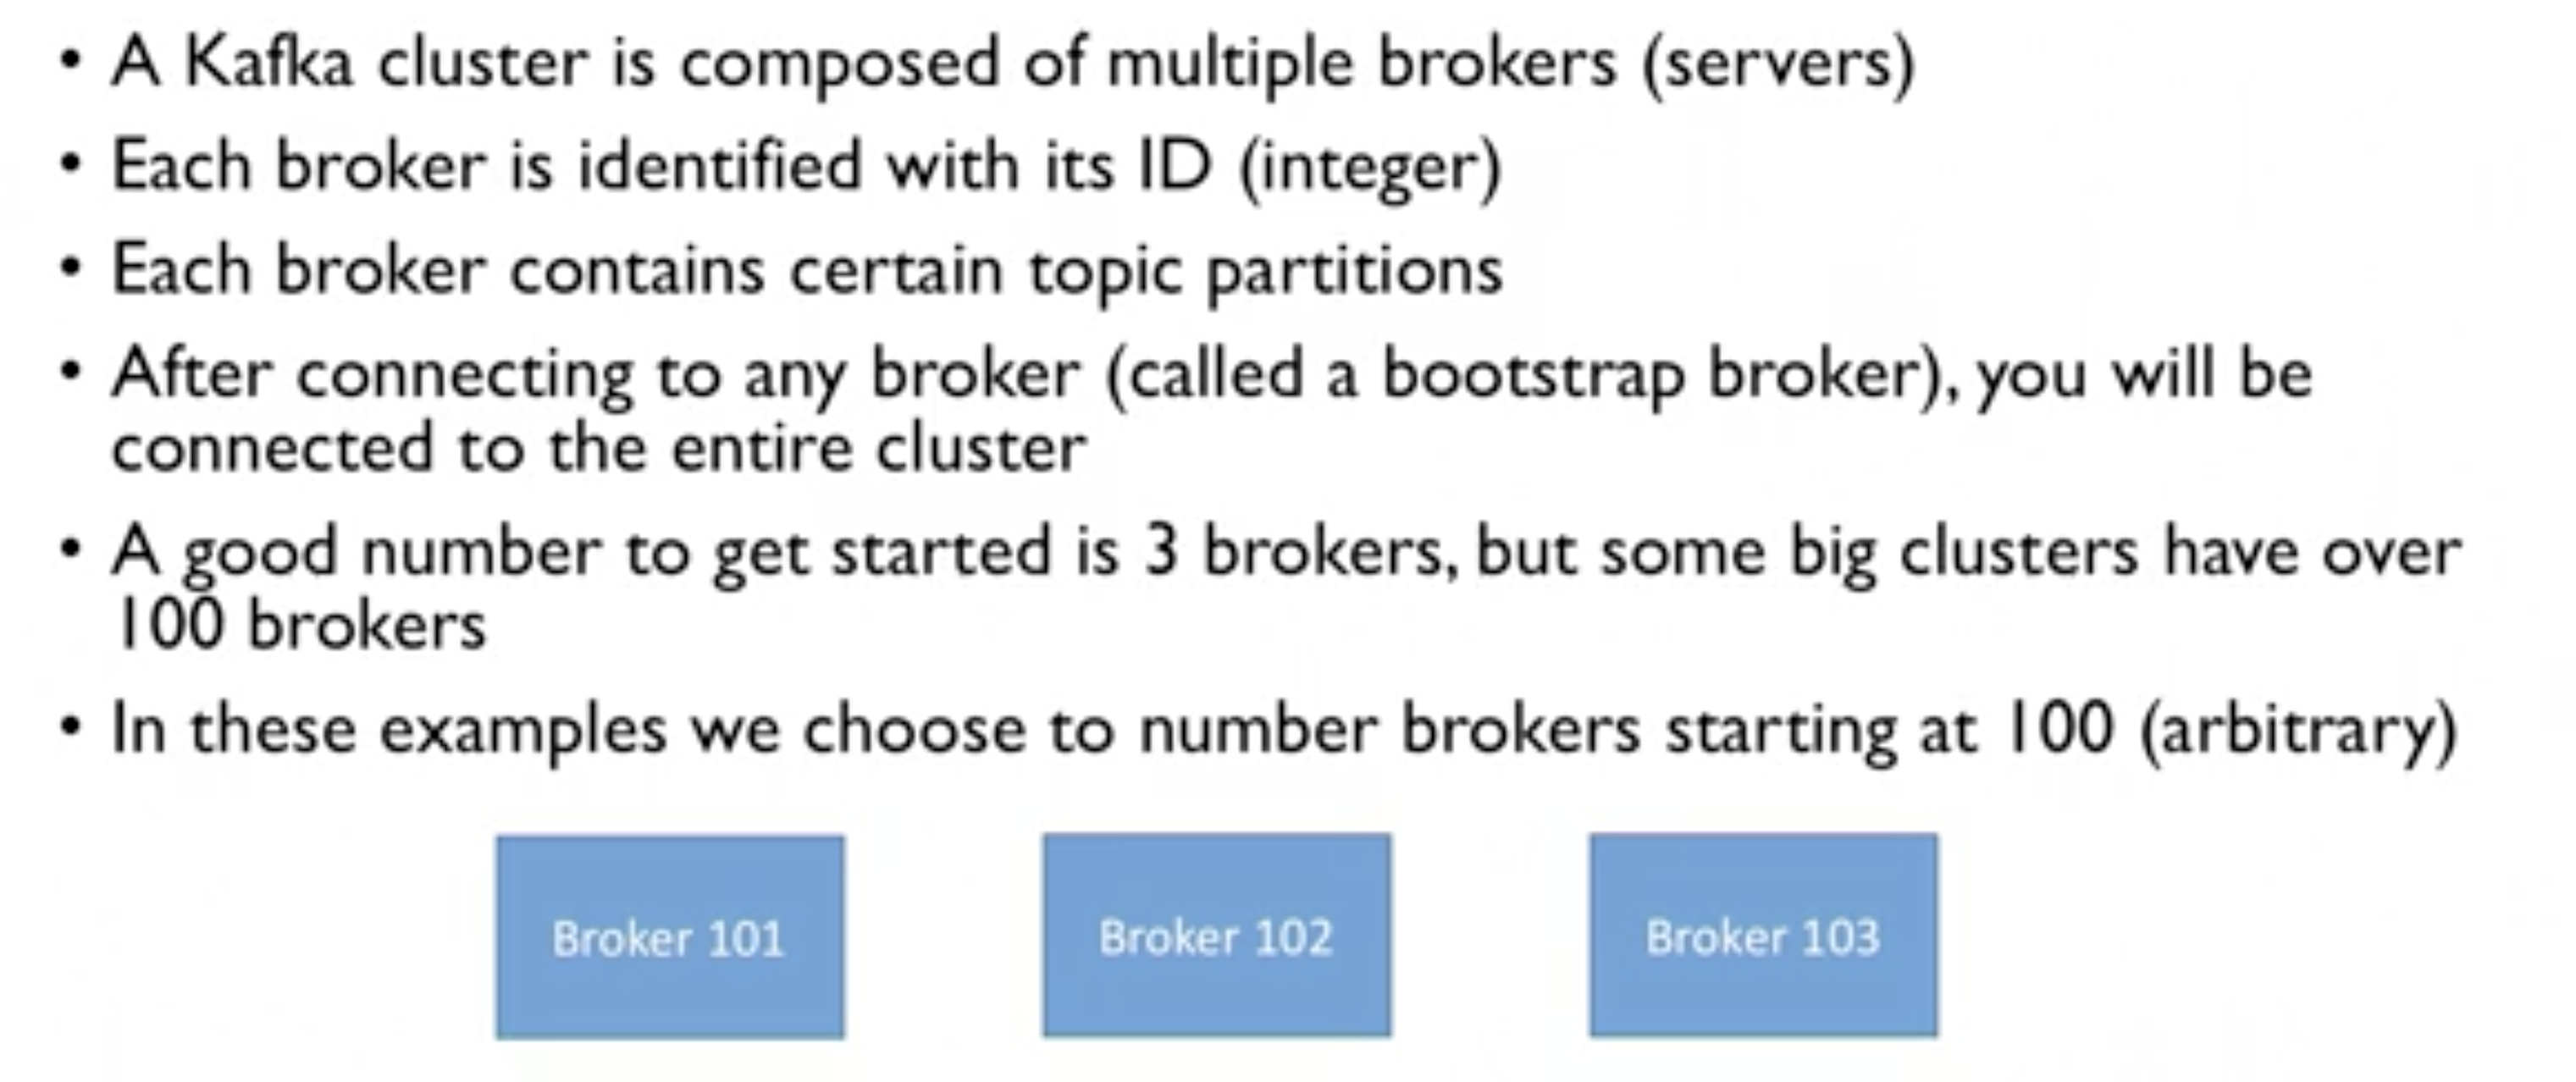 • A Kafka cluster is composed of multiple brokers (servers)
• Each broker is identified with its ID (integer)
• Each broker contains certain topic partitions
• After connecting to any broker (called a bootstrap broker), you will be
connected to the entire cluster
• A good number to get started is 3 brokers, but some big clusters have over
100 brokers
• In these examples we choose to number brokers starting at 100 (arbitrary)
Broker 101
Broker 102
Broker 103